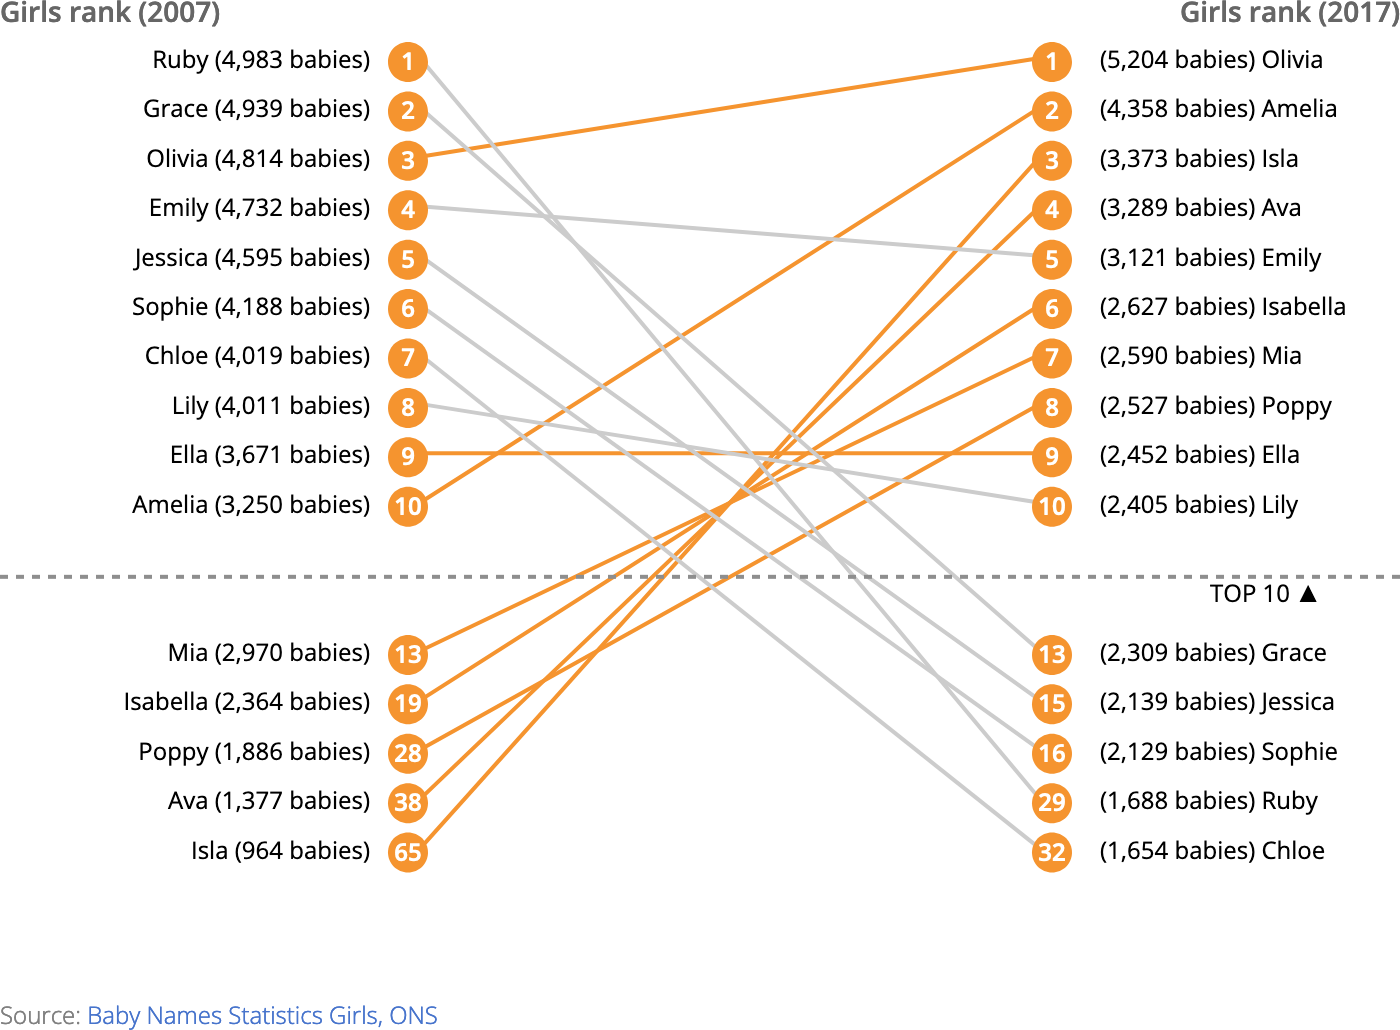 Girls rank (2007) Girls rank (2017)
Ruby (4,983 babies) 1 1 (5,204 babies) Olivia
Grace (4,939 babies) 2 2 (4,358 babies) Amelia
Olivia (4,814 babies) 3 3 (3,373 babies) Isla
Emily (4,732 babies) 4 4 (3,289 babies) Ava
Jessica (4,595 babies) 5 5 (3,121 babies) Emily
Sophie (4,188 babies) 6 6 (2,627 babies) Isabella
Chloe (4,019 babies) 7 7 (2,590 babies) Mia
Lily (4,011 babies) 8 8 (2,527 babies) Poppy
Ella (3,671 babies) 9 9 (2,452 babies) Ella
Amelia (3,250 babies) 10 10 (2,405 babies) Lily
TOP 10 ▲
Mia (2,970 babies) 13 13 (2,309 babies) Grace
Isabella (2,364 babies) 19 15 (2,139 babies) Jessica
Poppy (1,886 babies) 28 16 (2,129 babies) Sophie
Ava (1,377 babies) 38 29 (1,688 babies) Ruby
Isla (964 babies) 65 32 (1,654 babies) Chloe
Source: Baby Names Statistics Girls, ONS